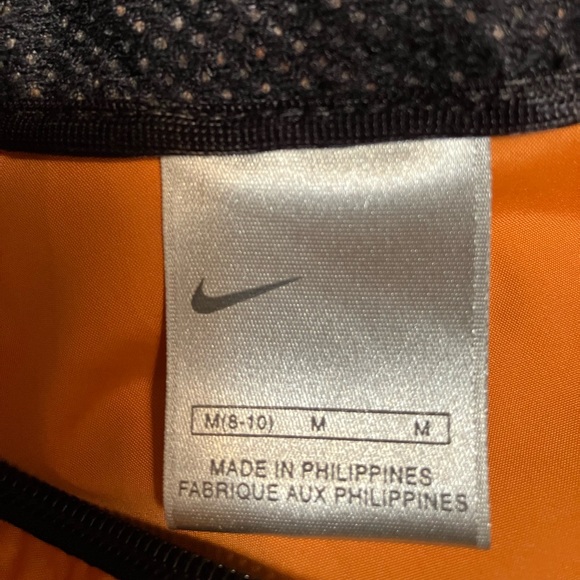 M(8-10) M M
MADE IN PHILIPPINES
FABRIQUE AUX PHILIPPINES